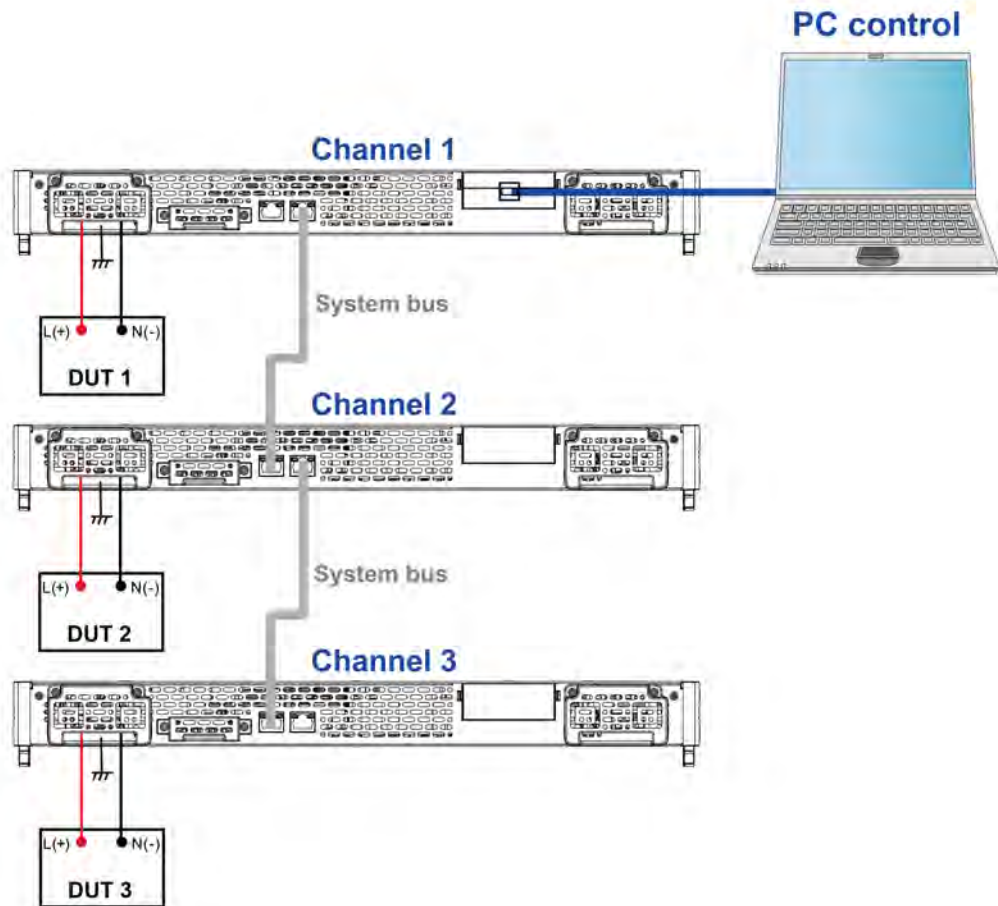 PC control
Channel 1
System bus
L(+) N(-)
DUT 1
Channel 2
System bus
L(+) N(-)
DUT 2
Channel 3
L(+) N(-)
DUT 3